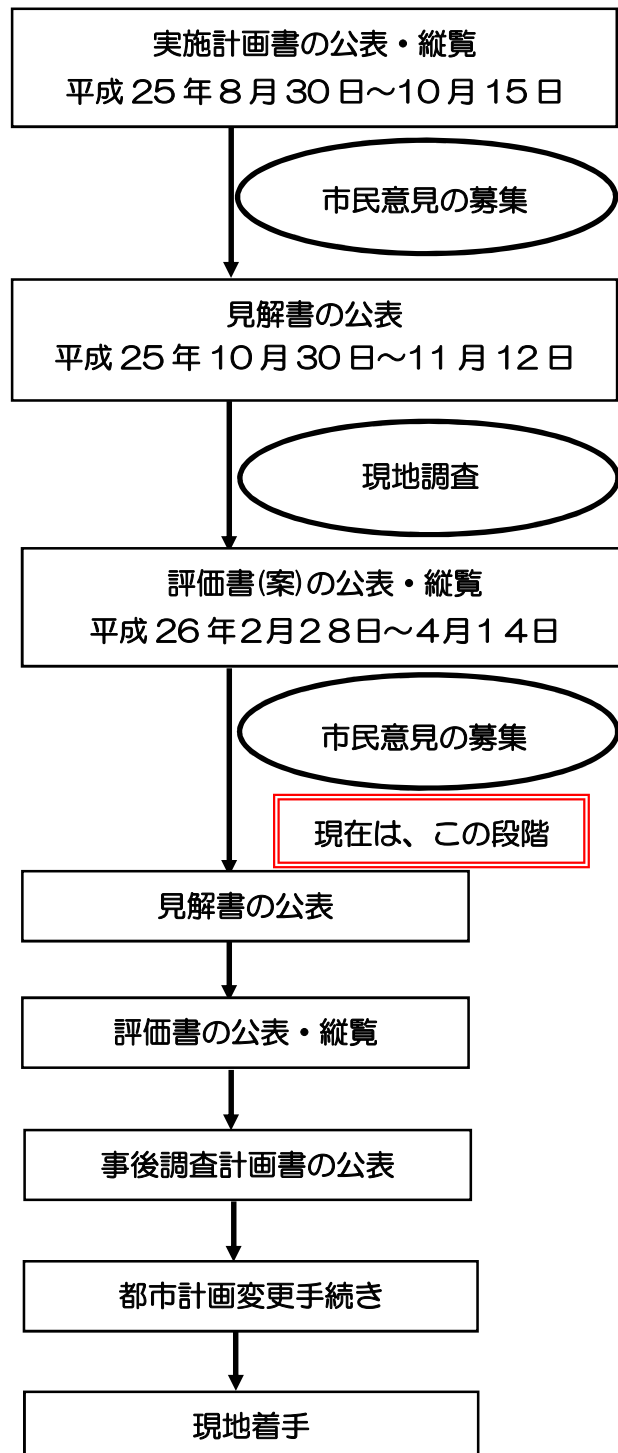 実施計画書の公表・縦覧
平成25年8月30日～10月15日
市民意見の募集
見解書の公表
平成25年10月30日～11月12日
現地調査
評価書(案)の公表・縦覧
平成26年2月28日～4月14日
市民意見の募集
現在は、この段階
見解書の公表
評価書の公表・縦覧
事後調査計画書の公表
都市計画変更手続き
現地着手